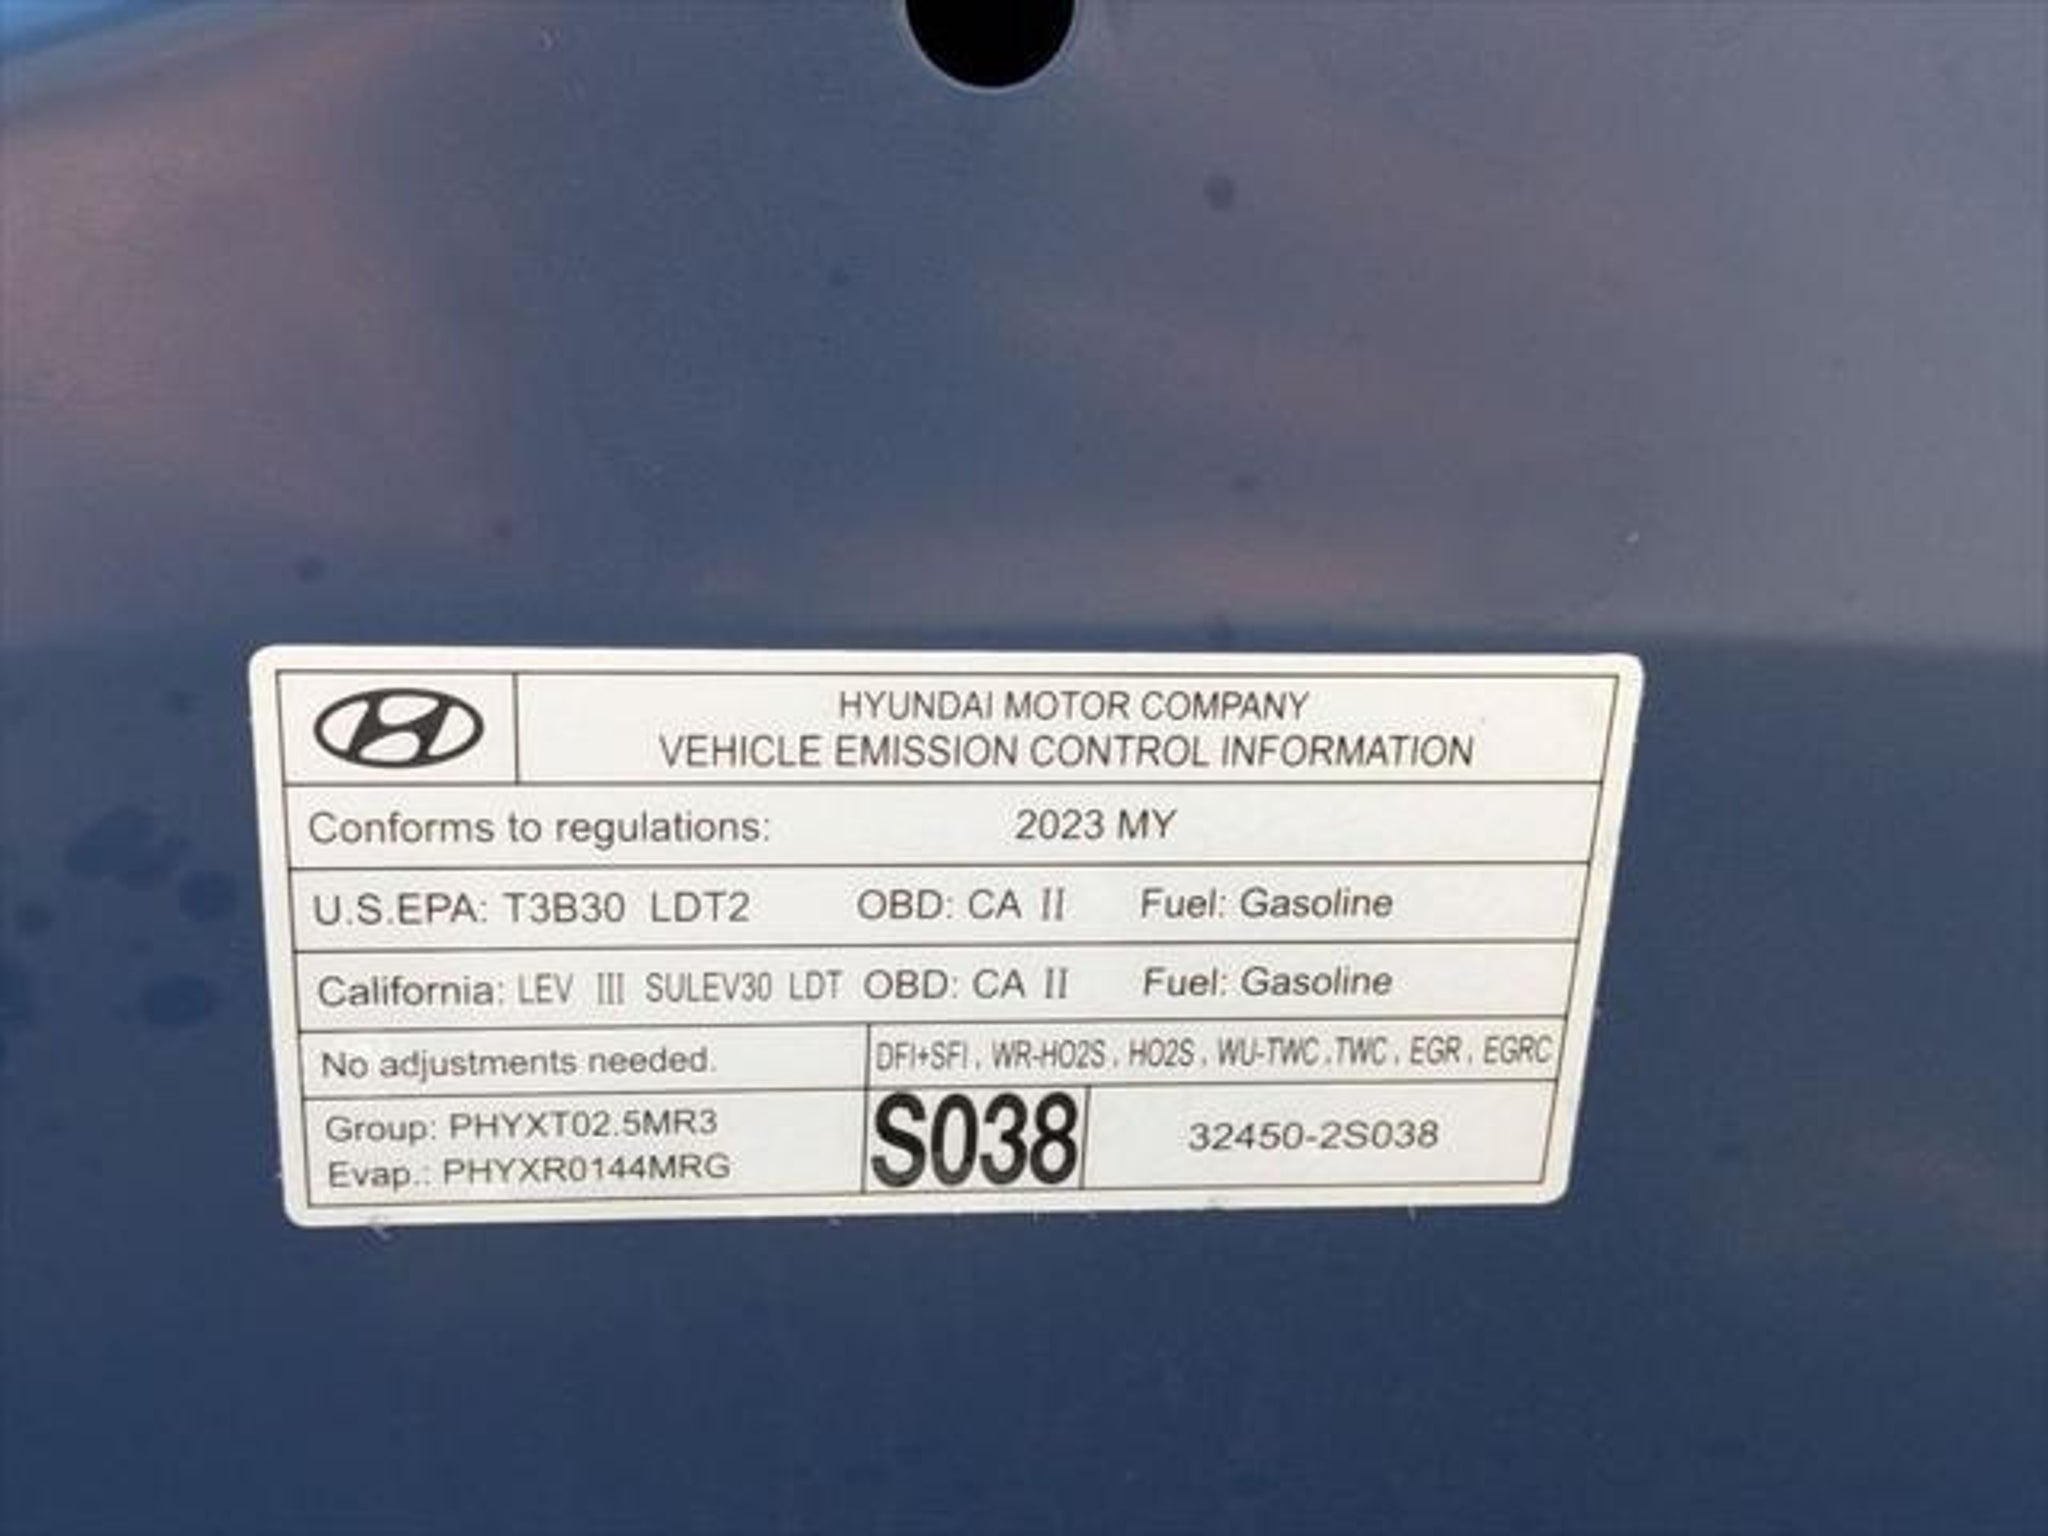 HYUNDAI MOTOR COMPANY
VEHICLE EMISSION CONTROL INFORMATION
Conforms to regulations: 2023 MY
U.S.EPA: T3B30 LDT2 OBD: CA II Fuel: Gasoline
California: LEV III SULEV30 LDT OBD: CA II Fuel: Gasoline
No adjustments needed. DFI+SFI, WR-HO2S, HO2S, WU-TWC,TWC, EGR, EGRC
Group: PHYXT02.5MR3
Evap.: PHYXR0144MRG
S038
32450-2S038